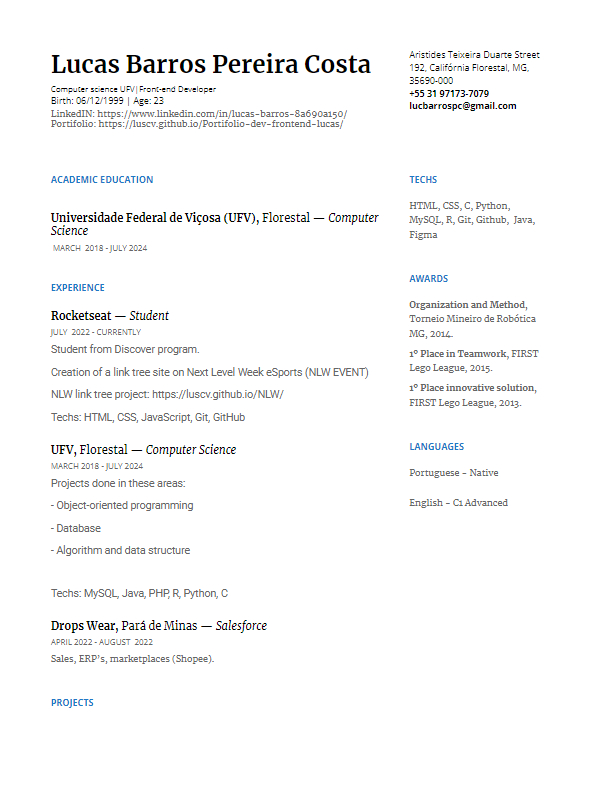 Lucas Barros Pereira Costa
Computer science UFV|Front-end Developer
Birth: 06/12/1999 | Age: 23
LinkedIN: https://www.linkedin.com/in/lucas-barros-8a690a150/
Portifolio: https://luscv.github.io/Portifolio-dev-frontend-lucas/
Aristides Teixeira Duarte Street
192, Califórnia Florestal, MG,
35690-000
+55 31 97173-7079
lucbarrospc@gmail.com
ACADEMIC EDUCATION
Universidade Federal de Viçosa (UFV), Florestal — Computer
Science
MARCH 2018 - JULY 2024
EXPERIENCE
Rocketseat — Student
JULY 2022 - CURRENTLY
Student from Discover program.
Creation of a link tree site on Next Level Week eSports (NLW EVENT)
NLW link tree project: https://luscv.github.io/NLW/
Techs: HTML, CSS, JavaScript, Git, GitHub
UFV, Florestal — Computer Science
MARCH 2018 - JULY 2024
Projects done in these areas:
- Object-oriented programming
- Database
- Algorithm and data structure
Techs: MySQL, Java, PHP, R, Python, C
Drops Wear, Pará de Minas — Salesforce
APRIL 2022 - AUGUST 2022
Sales, ERP's, marketplaces (Shopee).
PROJECTS
TECHS
HTML, CSS, C, Python,
MySQL, R, Git, Github, Java,
Figma
AWARDS
Organization and Method,
Torneio Mineiro de Robótica
MG, 2014.
1º Place in Teamwork, FIRST
Lego League, 2015.
1º Place innovative solution,
FIRST Lego League, 2013.
LANGUAGES
Portuguese – Native
English – C1 Advanced